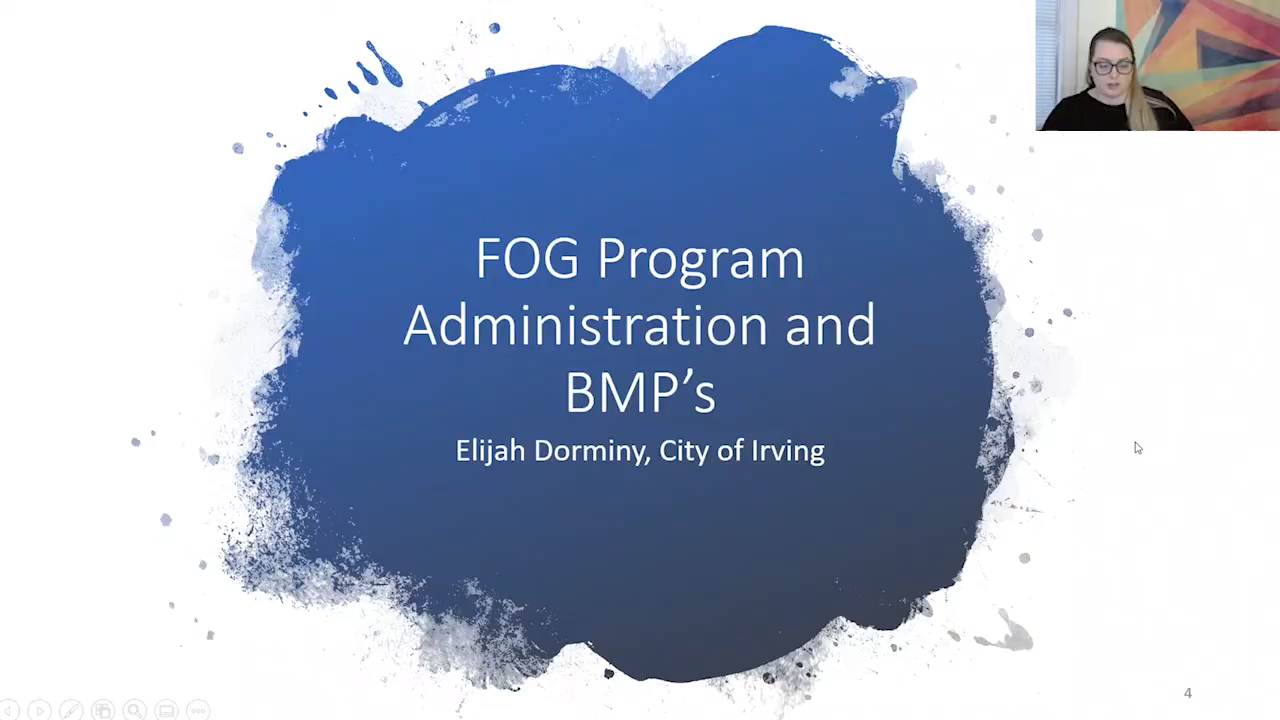 FOG Program
Administration and
BMP’s
Elijah Dorminy, City of Irving
4